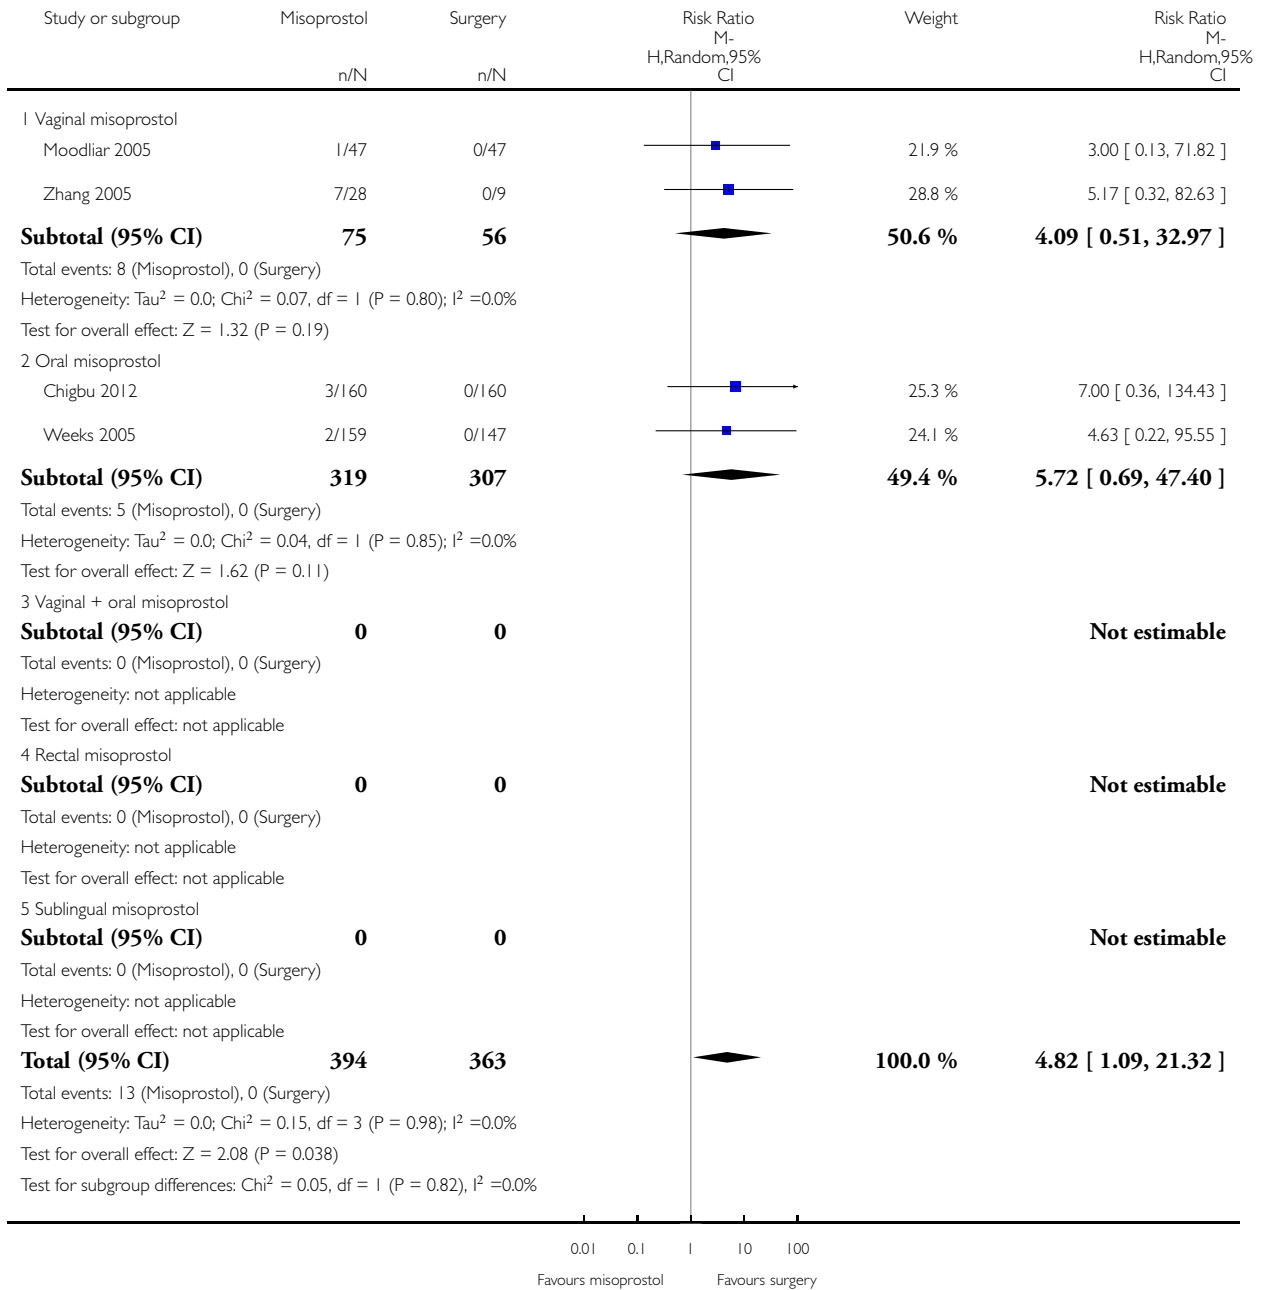 Study or subgroup Misoprostol Surgery Risk Ratio Weight Risk Ratio
M- M-
H,Random,95% H,Random,95%
n/N n/N CI CI
1 Vaginal misoprostol
Moodliar 2005 1/47 0/47 21.9 % 3.00 [ 0.13, 71.82 ]
Zhang 2005 7/28 0/9 28.8 % 5.17 [ 0.32, 82.63 ]
Subtotal (95% CI) 75 56 50.6 % 4.09 [ 0.51, 32.97 ]
Total events: 8 (Misoprostol), 0 (Surgery)
Heterogeneity: Tau² = 0.0; Chi² = 0.07, df = 1 (P = 0.80); I² =0.0%
Test for overall effect: Z = 1.32 (P = 0.19)
2 Oral misoprostol
Chigbu 2012 3/160 0/160 25.3 % 7.00 [ 0.36, 134.43 ]
Weeks 2005 2/159 0/147 24.1 % 4.63 [ 0.22, 95.55 ]
Subtotal (95% CI) 319 307 49.4 % 5.72 [ 0.69, 47.40 ]
Total events: 5 (Misoprostol), 0 (Surgery)
Heterogeneity: Tau² = 0.0; Chi² = 0.04, df = 1 (P = 0.85); I² =0.0%
Test for overall effect: Z = 1.62 (P = 0.11)
3 Vaginal + oral misoprostol
Subtotal (95% CI) 0 0 Not estimable
Total events: 0 (Misoprostol), 0 (Surgery)
Heterogeneity: not applicable
Test for overall effect: not applicable
4 Rectal misoprostol
Subtotal (95% CI) 0 0 Not estimable
Total events: 0 (Misoprostol), 0 (Surgery)
Heterogeneity: not applicable
Test for overall effect: not applicable
5 Sublingual misoprostol
Subtotal (95% CI) 0 0 Not estimable
Total events: 0 (Misoprostol), 0 (Surgery)
Heterogeneity: not applicable
Test for overall effect: not applicable
Total (95% CI) 394 363 100.0 % 4.82 [ 1.09, 21.32 ]
Total events: 13 (Misoprostol), 0 (Surgery)
Heterogeneity: Tau² = 0.0; Chi² = 0.15, df = 3 (P = 0.98); I² =0.0%
Test for overall effect: Z = 2.08 (P = 0.038)
Test for subgroup differences: Chi² = 0.05, df = 1 (P = 0.82), I² =0.0%
0.01 0.1 1 10 100
Favours misoprostol Favours surgery